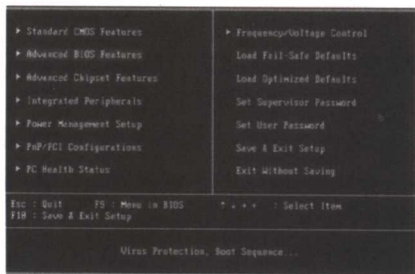 ▸ Standard CMOS Features
▸ Advanced BIOS Features
▸ Advanced Chipset Features
▸ Integrated Peripherals
▸ Power Management Setup
▸ PnP/PCI Configurations
▸ PC Health Status
▸ Frequency/Voltage Control
Load Fail-Safe Defaults
Load Optimized Defaults
Set Supervisor Password
Set User Password
Save & Exit Setup
Exit Without Saving
Esc : Quit F9 : Menu in BIOS : Select Item
F10 : Save & Exit Setup
Virus Protection, Boot Sequence...